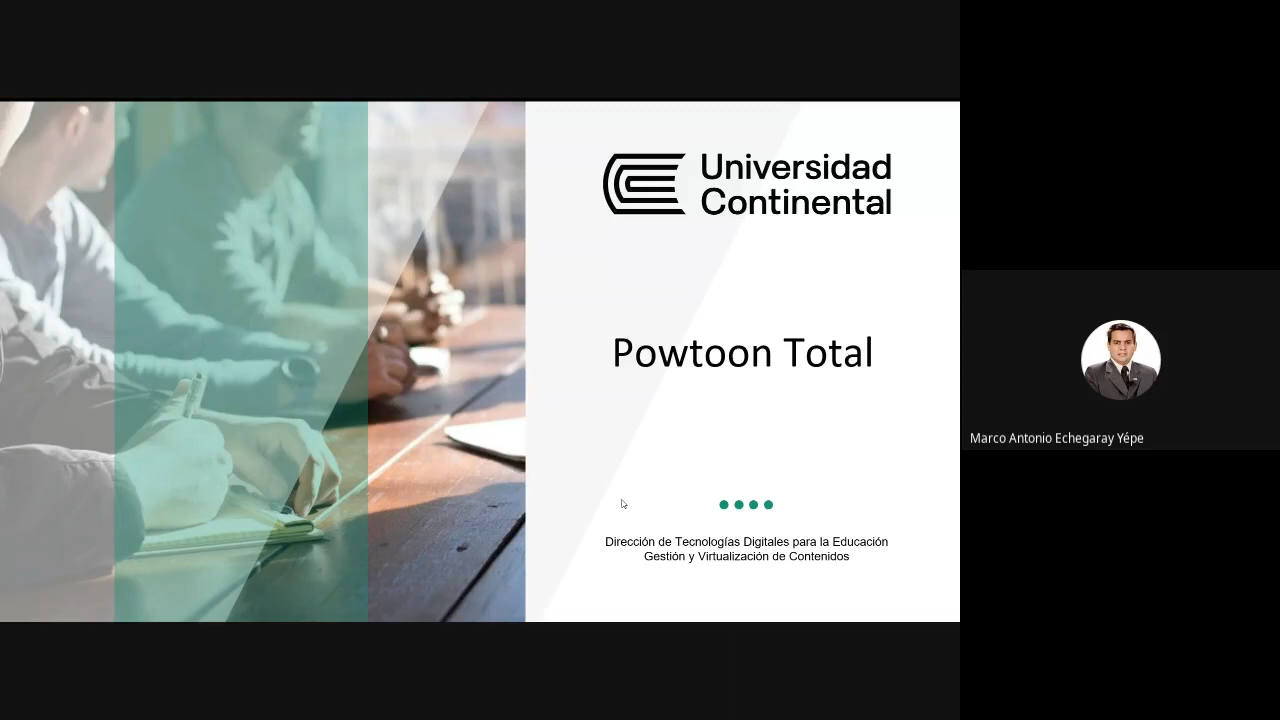 Universidad
Continental
Powtoon Total
Dirección de Tecnologías Digitales para la Educación
Gestión y Virtualización de Contenidos
Marco Antonio Echegaray Yépe